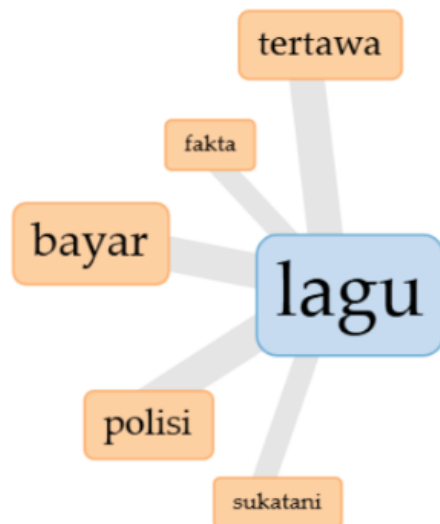 tertawa
fakta
bayar
lagu
polisi
sukatani